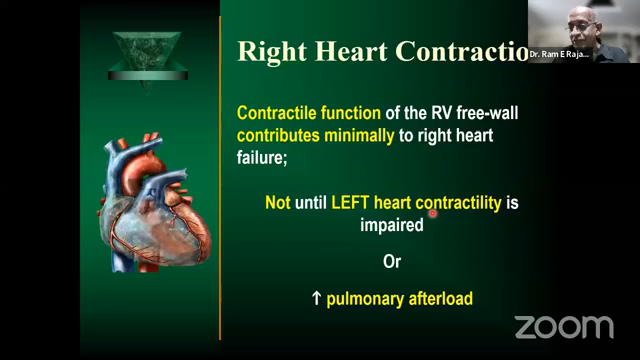 Right Heart Contractio
Dr. Ram E Raja...
Contractile function of the RV free-wall
contributes minimally to right heart
failure;
Not until LEFT heart contractility is
impaired
Or
↑ pulmonary afterload
zoom